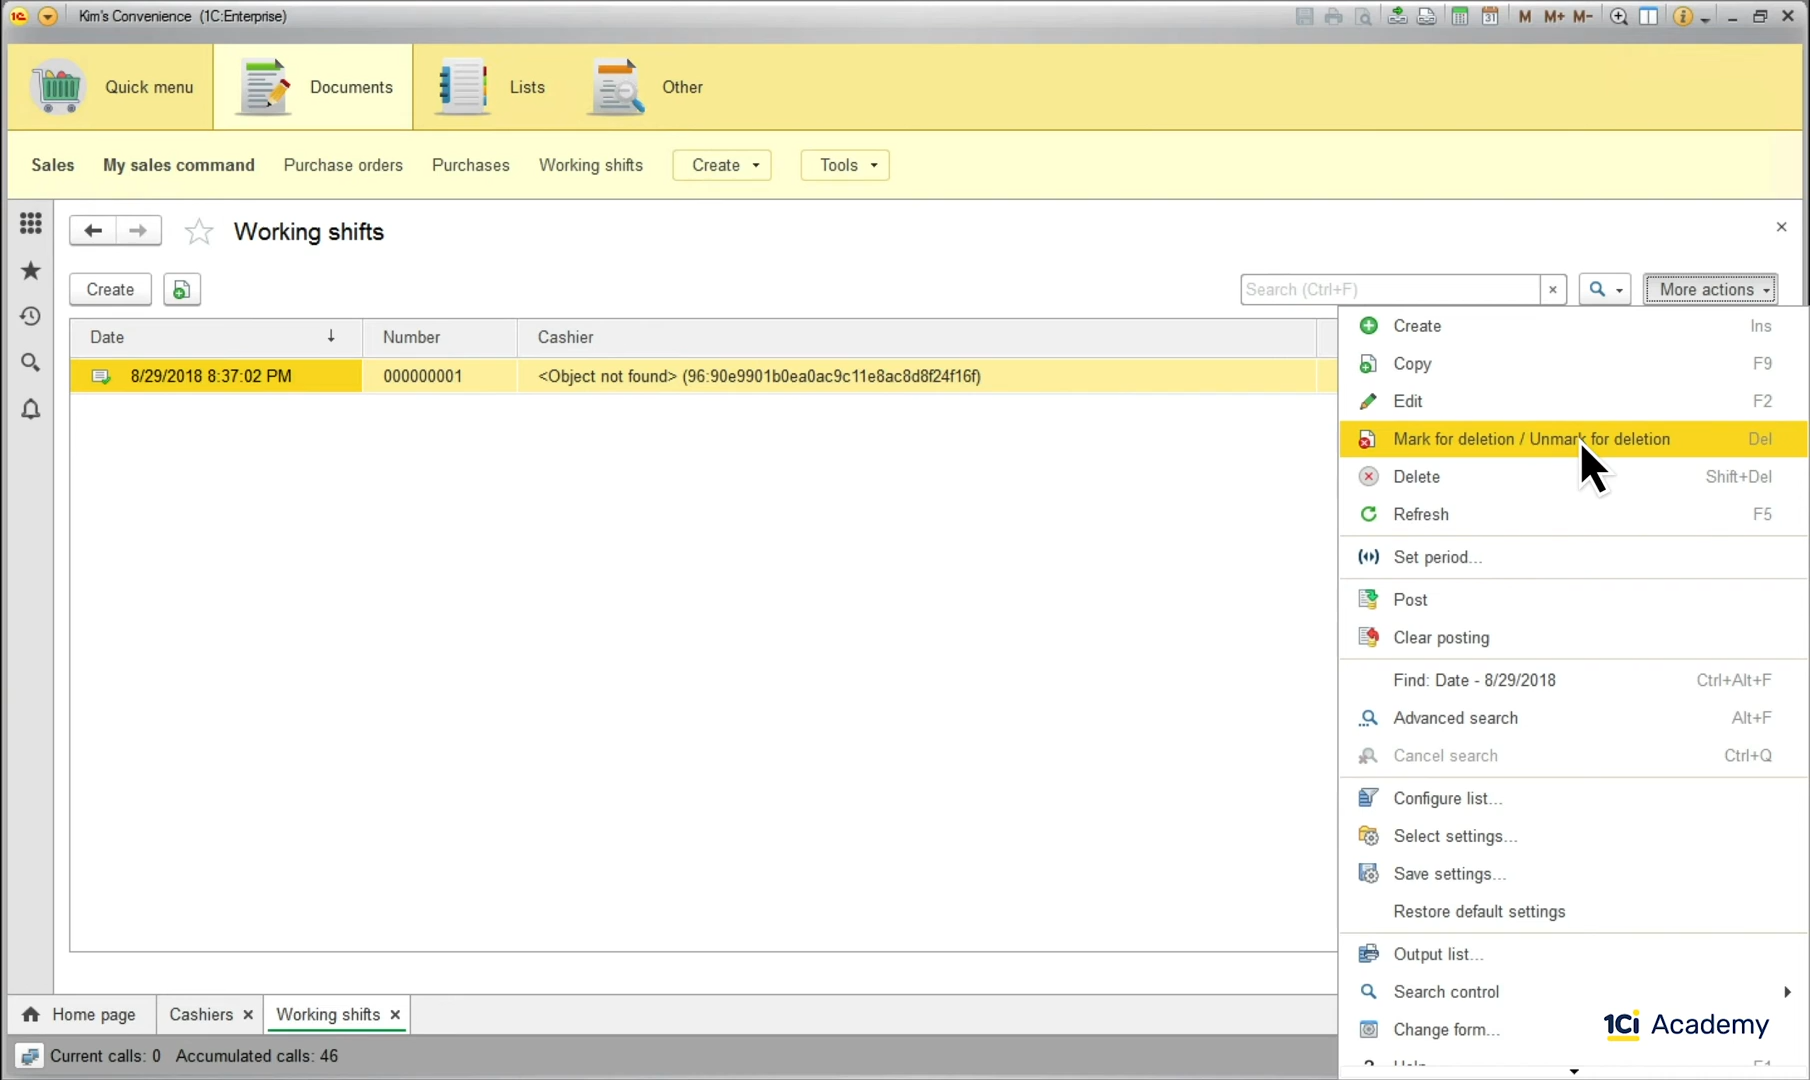 Kim's Convenience (1C:Enterprise)
M M+ M-
Quick menu
Documents
Lists
Other
Sales My sales command Purchase orders Purchases Working shifts Create Tools
Working shifts
Create
Search (Ctrl+F)
More actions
Date Number Cashier
8/29/2018 8:37:02 PM 000000001 <Object not found> (96:90e9901b0ea0ac9c11e8ac8d8f24f16f)
Create Ins
Copy F9
Edit F2
Mark for deletion / Unmark for deletion Del
Delete Shift+Del
Refresh F5
Set period...
Post
Clear posting
Find: Date - 8/29/2018 Ctrl+Alt+F
Advanced search Alt+F
Cancel search Ctrl+Q
Configure list...
Select settings...
Save settings...
Restore default settings
Output list...
Search control
Change form...
1Ci Academy
Home page Cashiers Working shifts
Current calls: 0 Accumulated calls: 46